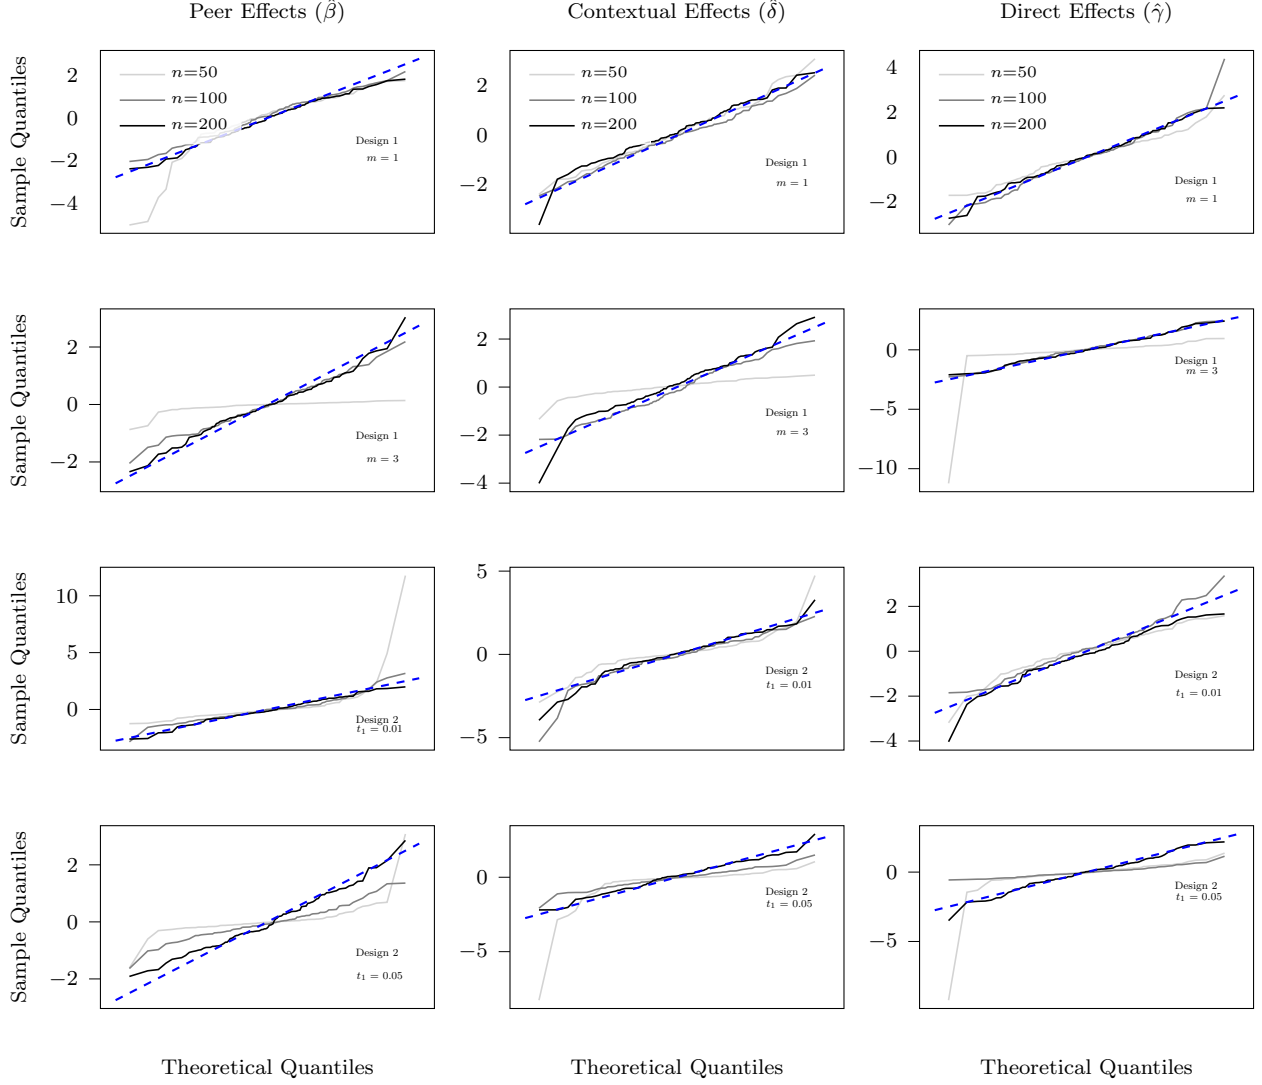 Peer Effects (β̂)
Contextual Effects (δ̂)
Direct Effects (γ̂)
Sample Quantiles
2
0
−2
−4
n=50
n=100
n=200
Design 1
m = 1
2
0
−2
n=50
n=100
n=200
Design 1
m = 1
4
2
0
−2
n=50
n=100
n=200
Design 1
m = 1
Sample Quantiles
2
0
−2
Design 1
m = 3
2
0
−2
−4
Design 1
m = 3
0
−5
−10
Design 1
m = 3
Sample Quantiles
10
5
0
Design 2
t₁ = 0.01
5
0
−5
Design 2
t₁ = 0.01
2
0
−2
−4
Design 2
t₁ = 0.01
Sample Quantiles
2
0
−2
Design 2
t₁ = 0.05
0
−5
Design 2
t₁ = 0.05
0
−5
Design 2
t₁ = 0.05
Theoretical Quantiles
Theoretical Quantiles
Theoretical Quantiles